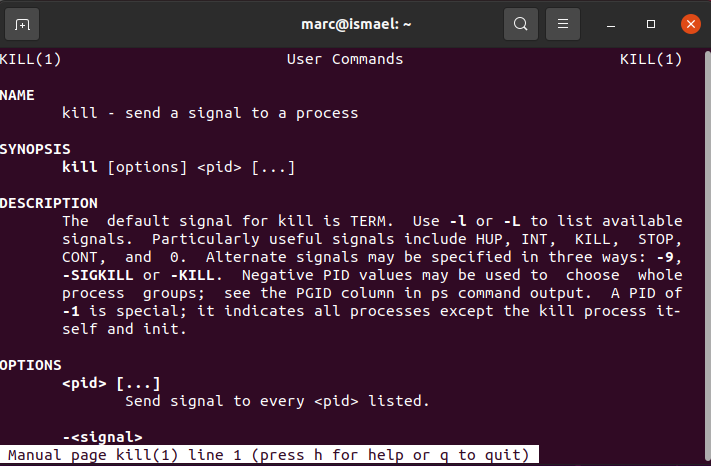 marc@ismael: ~
KILL(1) User Commands KILL(1)
NAME
kill - send a signal to a process
SYNOPSIS
kill [options] <pid> [...]
DESCRIPTION
The default signal for kill is TERM. Use -l or -L to list available
signals. Particularly useful signals include HUP, INT, KILL, STOP,
CONT, and 0. Alternate signals may be specified in three ways: -9,
-SIGKILL or -KILL. Negative PID values may be used to choose whole
process groups; see the PGID column in ps command output. A PID of
-1 is special; it indicates all processes except the kill process it-
self and init.
OPTIONS
<pid> [...]
Send signal to every <pid> listed.
-<signal>
Manual page kill(1) line 1 (press h for help or q to quit)